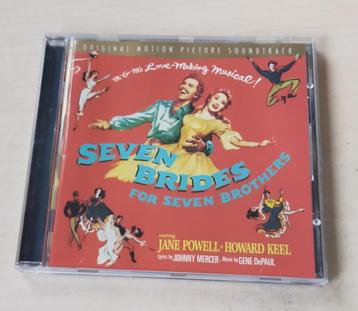 ORIGINAL MOTION PICTURE SOUNDTRACK
M-G-M's Love-Making Musical!
SEVEN
BRIDES
FOR SEVEN BROTHERS
starring
JANE POWELL · HOWARD KEEL
Lyrics by JOHNNY MERCER · Music by GENE DePAUL